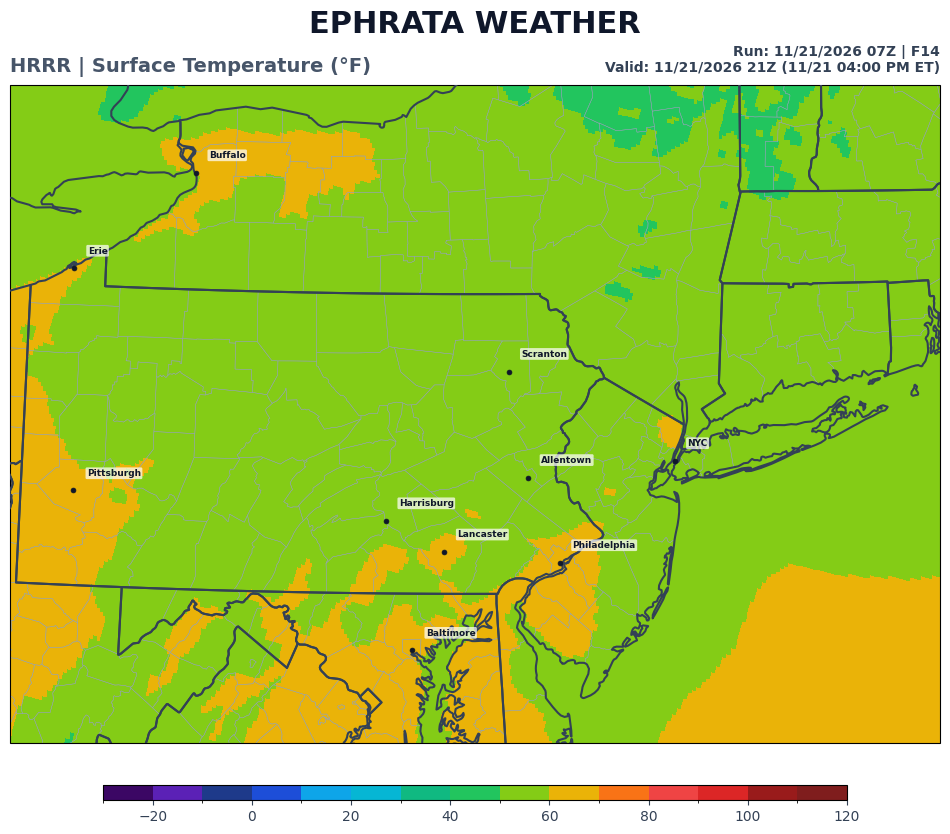 EPHRATA WEATHER
HRRR | Surface Temperature (°F)
Run: 11/21/2026 07Z | F14
Valid: 11/21/2026 21Z (11/21 04:00 PM ET)
Buffalo
Erie
Scranton
NYC
Allentown
Pittsburgh
Harrisburg
Lancaster
Philadelphia
Baltimore
−20 0 20 40 60 80 100 120